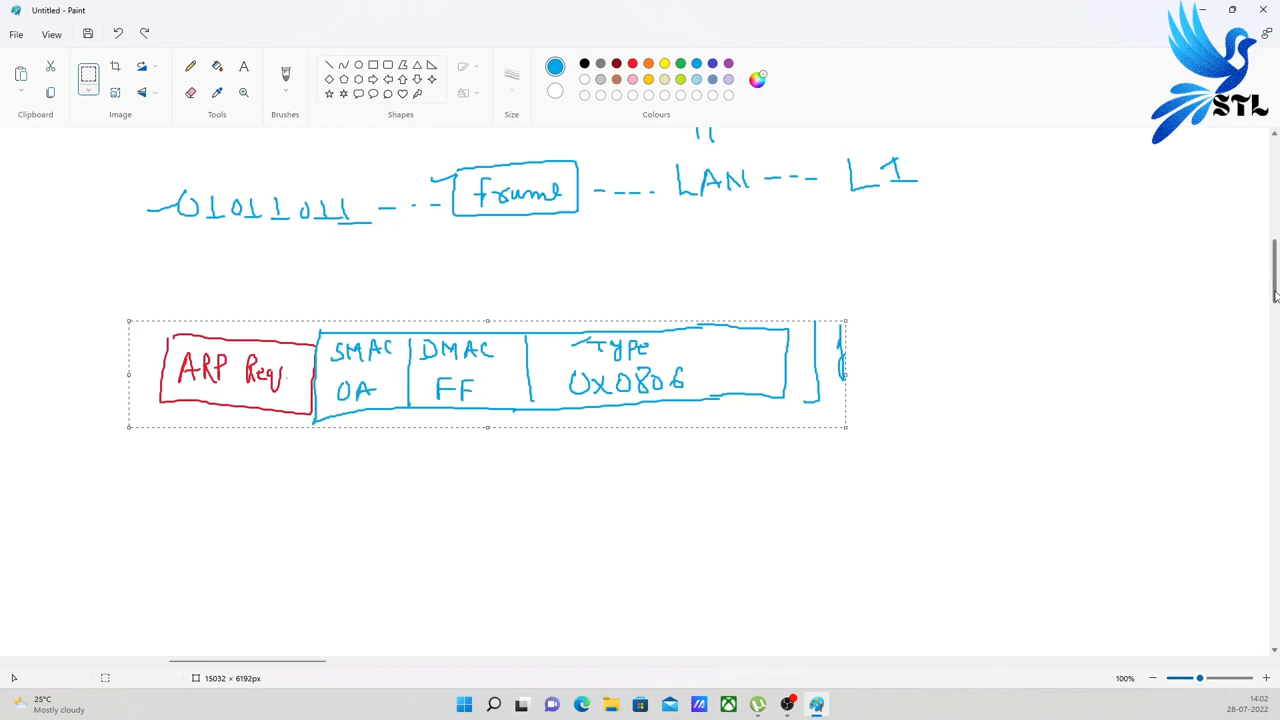 Untitled - Paint
File View
Clipboard Image Tools Brushes Shapes Size Colours
STL
01011011 - - - frame - - - - LAN - - - L1
ARP Req. SMAC DMAC Type
0A FF 0x0806
15032 × 6192px
100%
25°C
Mostly cloudy
14:02
28-07-2022